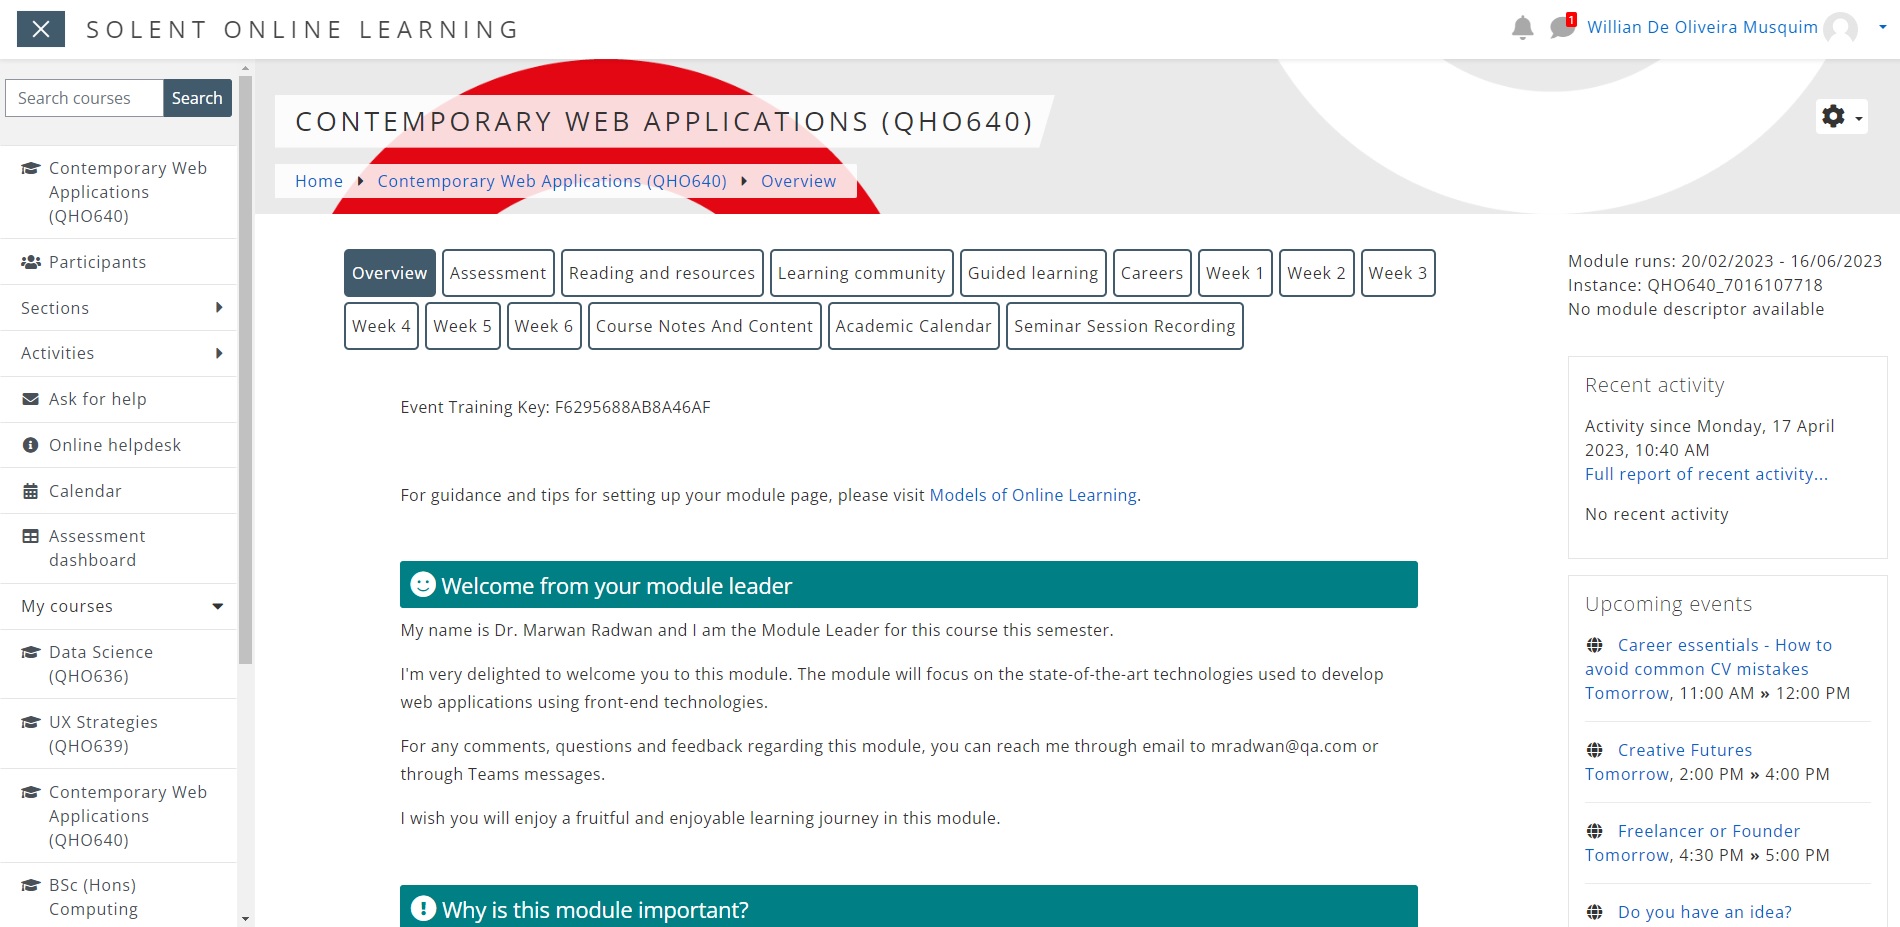 SOLENT ONLINE LEARNING
1
Willian De Oliveira Musquim
Search courses
Search
Contemporary Web
Applications
(QHO640)
Participants
Sections
Activities
Ask for help
Online helpdesk
Calendar
Assessment
dashboard
My courses
Data Science
(QHO636)
UX Strategies
(QHO639)
Contemporary Web
Applications
(QHO640)
BSc (Hons)
Computing
CONTEMPORARY WEB APPLICATIONS (QHO640)
Home Contemporary Web Applications (QHO640) Overview
Overview Assessment Reading and resources Learning community Guided learning Careers Week 1 Week 2 Week 3
Week 4 Week 5 Week 6 Course Notes And Content Academic Calendar Seminar Session Recording
Event Training Key: F6295688AB8A46AF
For guidance and tips for setting up your module page, please visit Models of Online Learning.
Welcome from your module leader
My name is Dr. Marwan Radwan and I am the Module Leader for this course this semester.
I'm very delighted to welcome you to this module. The module will focus on the state-of-the-art technologies used to develop
web applications using front-end technologies.
For any comments, questions and feedback regarding this module, you can reach me through email to mradwan@qa.com or
through Teams messages.
I wish you will enjoy a fruitful and enjoyable learning journey in this module.
Why is this module important?
Module runs: 20/02/2023 - 16/06/2023
Instance: QHO640_7016107718
No module descriptor available
Recent activity
Activity since Monday, 17 April
2023, 10:40 AM
Full report of recent activity...
No recent activity
Upcoming events
Career essentials - How to
avoid common CV mistakes
Tomorrow, 11:00 AM » 12:00 PM
Creative Futures
Tomorrow, 2:00 PM » 4:00 PM
Freelancer or Founder
Tomorrow, 4:30 PM » 5:00 PM
Do you have an idea?